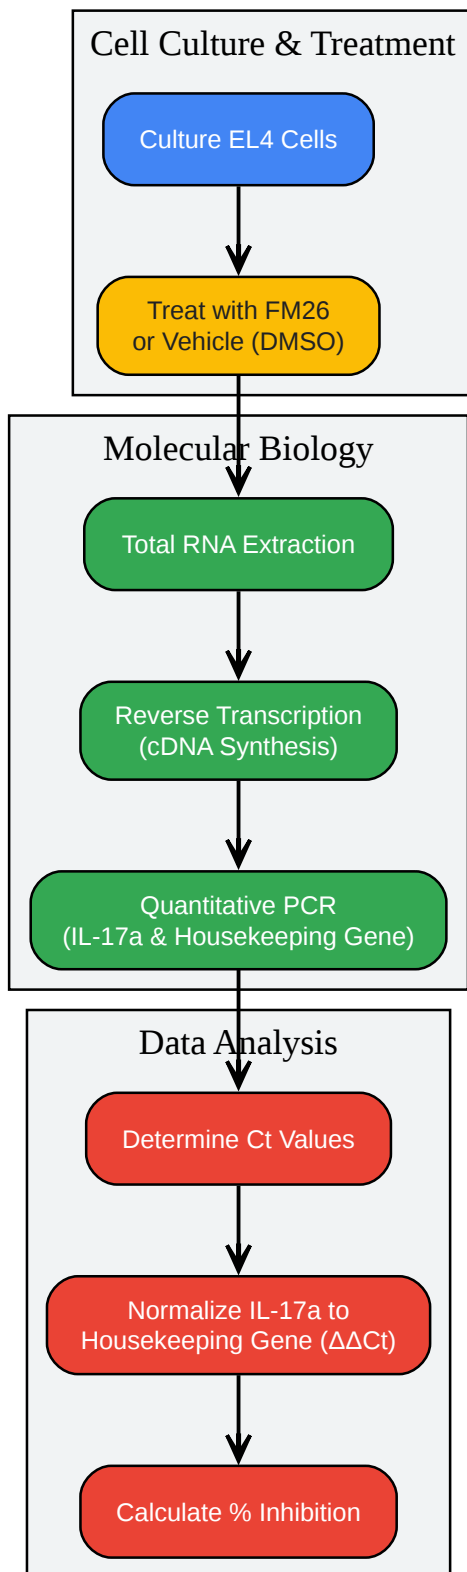 Cell Culture & Treatment
Culture EL4 Cells
Treat with FM26
or Vehicle (DMSO)
Molecular Biology
Total RNA Extraction
Reverse Transcription
(cDNA Synthesis)
Quantitative PCR
(IL-17a & Housekeeping Gene)
Data Analysis
Determine Ct Values
Normalize IL-17a to
Housekeeping Gene (ΔΔCt)
Calculate % Inhibition